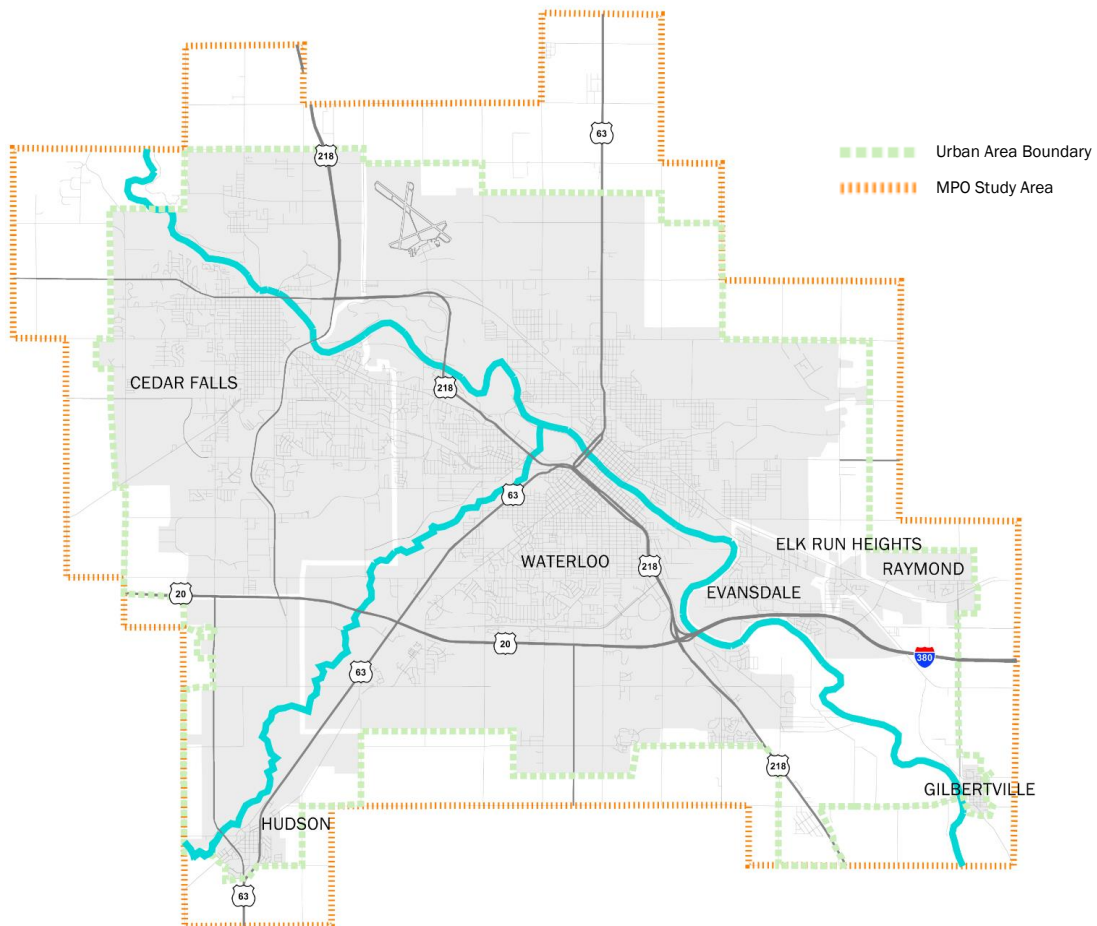 63
218
Urban Area Boundary
MPO Study Area
CEDAR FALLS
218
63
WATERLOO
218
ELK RUN HEIGHTS
RAYMOND
EVANSDALE
20
20
380
63
218
GILBERTVILLE
HUDSON
63